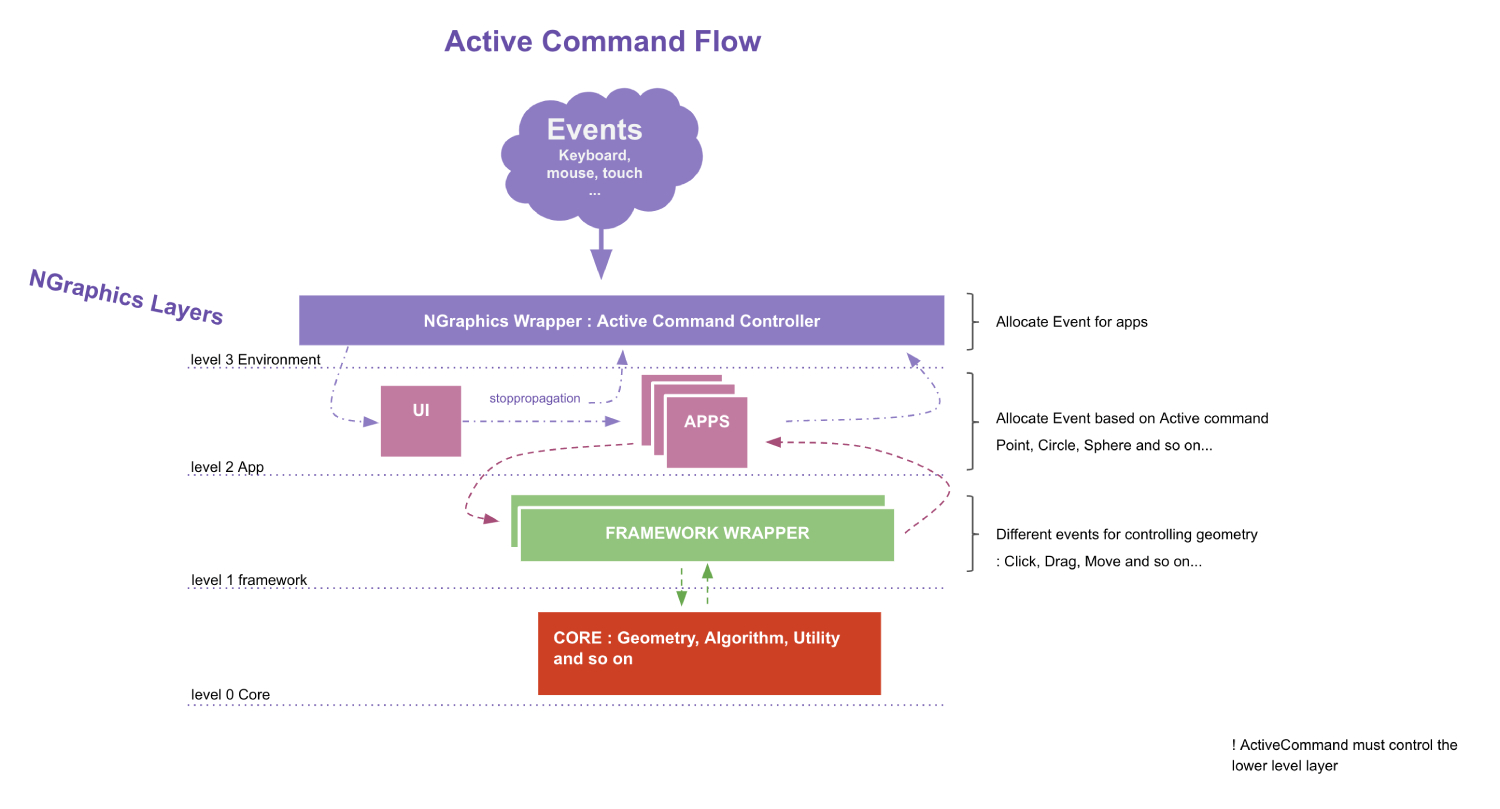 Active Command Flow
Events
Keyboard,
mouse, touch
...
NGraphics Layers
NGraphics Wrapper : Active Command Controller
Allocate Event for apps
level 3 Environment
UI
stoppropagation
APPS
Allocate Event based on Active command
Point, Circle, Sphere and so on...
level 2 App
FRAMEWORK WRAPPER
Different events for controlling geometry
: Click, Drag, Move and so on...
level 1 framework
CORE : Geometry, Algorithm, Utility
and so on
level 0 Core
! ActiveCommand must control the
lower level layer